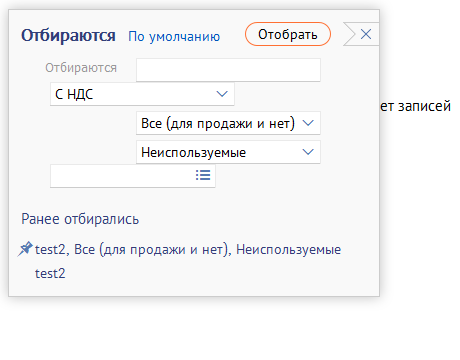 Отбираются По умолчанию Отобрать
Отбираются
С НДС
ет записей
Все (для продажи и нет)
Неиспользуемые
Ранее отбирались
test2, Все (для продажи и нет), Неиспользуемые
test2